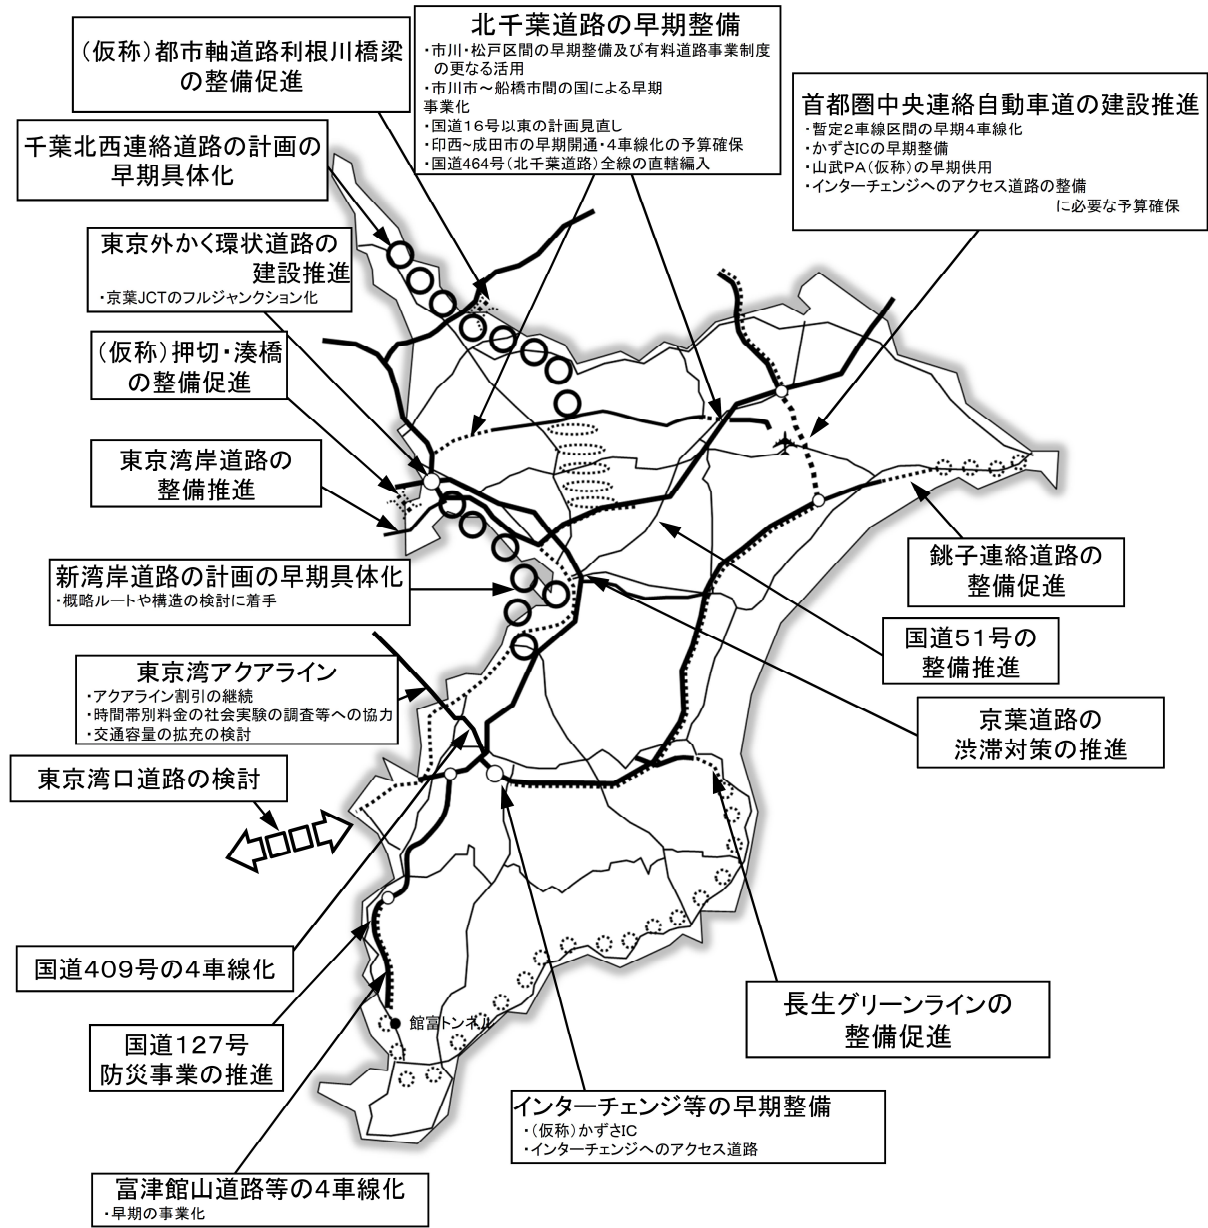 (仮称)都市軸道路利根川橋梁
の整備促進
北千葉道路の早期整備
・市川・松戸区間の早期整備及び有料道路事業制度
の更なる活用
・市川市～船橋市間の国による早期
事業化
・国道16号以東の計画見直し
・印西~成田市の早期開通・4車線化の予算確保
・国道464号(北千葉道路)全線の直轄編入
首都圏中央連絡自動車道の建設推進
・暫定2車線区間の早期4車線化
・かずさICの早期整備
・山武PA(仮称)の早期供用
・インターチェンジへのアクセス道路の整備
に必要な予算確保
千葉北西連絡道路の計画の
早期具体化
東京外かく環状道路の
建設推進
・京葉JCTのフルジャンクション化
(仮称)押切・湊橋
の整備促進
東京湾岸道路の
整備推進
新湾岸道路の計画の早期具体化
・概略ルートや構造の検討に着手
東京湾アクアライン
・アクアライン割引の継続
・時間帯別料金の社会実験の調査等への協力
・交通容量の拡充の検討
東京湾口道路の検討
銚子連絡道路の
整備促進
国道51号の
整備推進
京葉道路の
渋滞対策の推進
国道409号の4車線化
国道127号
防災事業の推進
館富トンネル
長生グリーンラインの
整備促進
インターチェンジ等の早期整備
・(仮称)かずさIC
・インターチェンジへのアクセス道路
富津館山道路等の4車線化
・早期の事業化